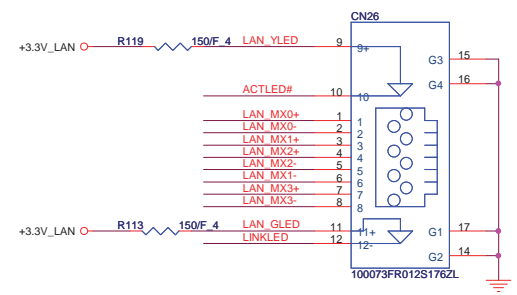 CN26
+3.3V_LAN R119 150/F_4 LAN_YLED 9 9+
G3 15
G4 16
ACTLED# 10 10
LAN_MX0+ 1 1
LAN_MX0- 2 2
LAN_MX1+ 3 3
LAN_MX2+ 4 4
LAN_MX2- 5 5
LAN_MX1- 6 6
LAN_MX3+ 7 7
LAN_MX3- 8 8
+3.3V_LAN R113 150/F_4 LAN_GLED 11 11+ G1 17
LINKLED 12 12-
G2 14
100073FR012S176ZL